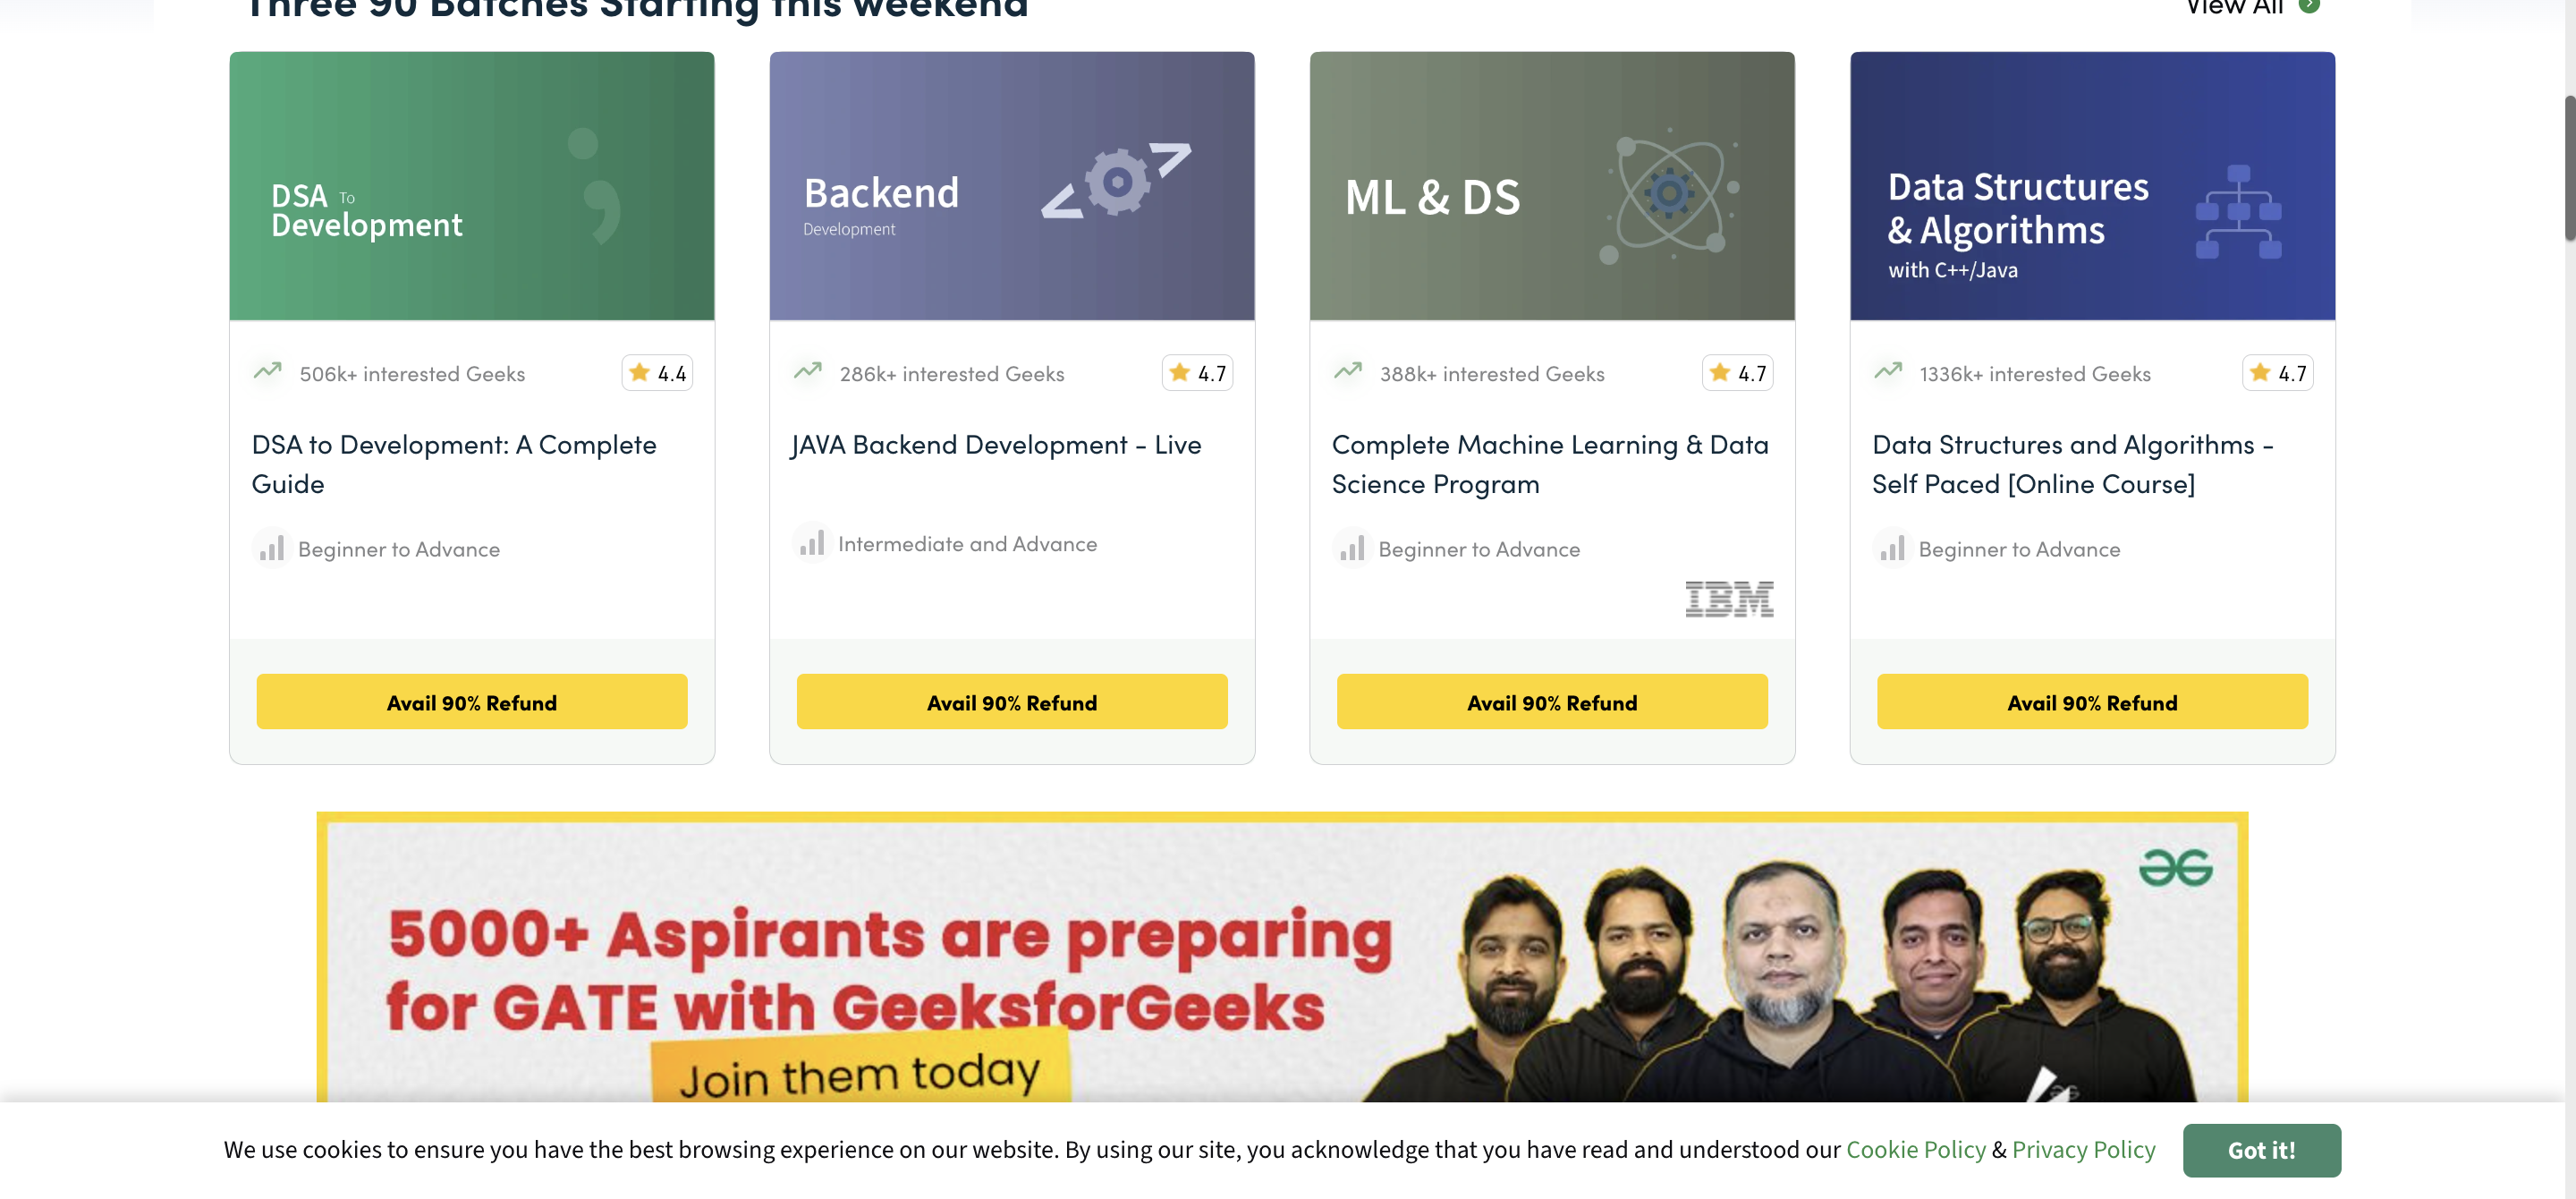 Three 90 Batches Starting this weekend
View All
DSA To
Development
506k+ interested Geeks
4.4
DSA to Development: A Complete
Guide
Beginner to Advance
Avail 90% Refund
Backend
Development
286k+ interested Geeks
4.7
JAVA Backend Development - Live
Intermediate and Advance
Avail 90% Refund
ML & DS
388k+ interested Geeks
4.7
Complete Machine Learning & Data
Science Program
Beginner to Advance
IBM
Avail 90% Refund
Data Structures
& Algorithms
with C++/Java
1336k+ interested Geeks
4.7
Data Structures and Algorithms -
Self Paced [Online Course]
Beginner to Advance
Avail 90% Refund
5000+ Aspirants are preparing
for GATE with GeeksforGeeks
Join them today
We use cookies to ensure you have the best browsing experience on our website. By using our site, you acknowledge that you have read and understood our Cookie Policy & Privacy Policy
Got it!